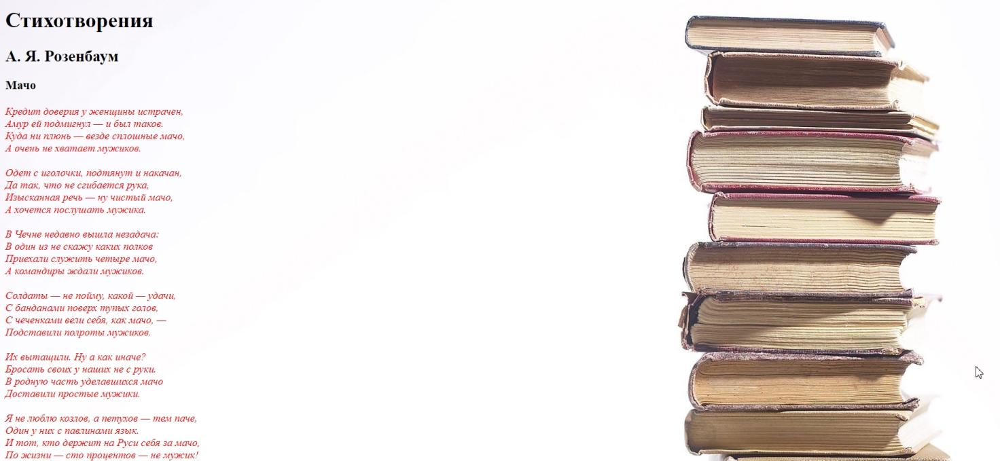 Стихотворения
А. Я. Розенбаум
Мачо
Кредит доверия у женщины истрачен,
Амур ей подмигнул — и был таков.
Куда ни плюнь — везде сплошные мачо,
А очень не хватает мужиков.
Одет с иголочки, подтянут и накачан,
Да так, что не сгибается рука,
Изысканная речь — ну чистый мачо,
А хочется послушать мужика.
В Чечне недавно вышла незадача:
В один из не скажу каких полков
Приехали служить четыре мачо,
А командиры ждали мужиков.
Солдаты — не пойму, какой — удачи,
С банданами поверх тупых голов,
С чеченками вели себя, как мачо, —
Подставили полроты мужиков.
Их вытащили. Ну а как иначе?
Бросать своих у наших не с руки.
В родную часть уделавшихся мачо
Доставили простые мужики.
Я не люблю козлов, а петухов — тем паче,
Один у них с павлинами язык.
И тот, кто держит на Руси себя за мачо,
По жизни — сто процентов — не мужик!